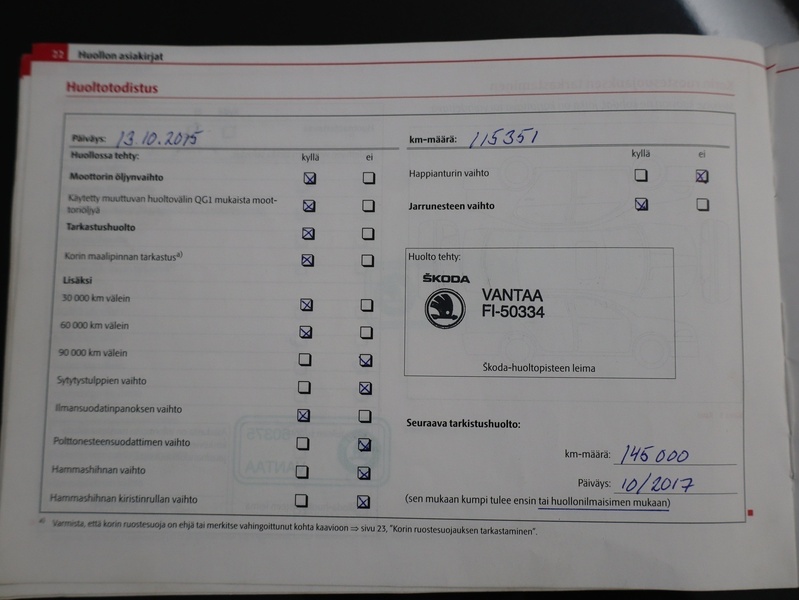 22 Huollon asiakirjat
Huoltotodistus
Päiväys: 13.10.2015
Huollossa tehty: kyllä ei
Moottorin öljynvaihto
Käytetty muuttuvan huoltovälin QG1 mukaista moot-
toriöljyä
Tarkastushuolto
Korin maalipinnan tarkastus a)
Lisäksi
30 000 km välein
60 000 km välein
90 000 km välein
Sytytystulppien vaihto
Ilmansuodatinpanoksen vaihto
Polttonesteensuodattimen vaihto
Hammashihnan vaihto
Hammashihnan kiristinrullan vaihto
km-määrä: 115351
kyllä ei
Happianturin vaihto
Jarrunesteen vaihto
Huolto tehty:
ŠKODA
VANTAA
FI-50334
Škoda-huoltopisteen leima
Seuraava tarkistushuolto:
km-määrä: 145 000
Päiväys: 10/2017
(sen mukaan kumpi tulee ensin tai huollonilmaisimen mukaan)
a) Varmista, että korin ruostesuoja on ehjä tai merkitse vahingoittunut kohta kaavioon ⇒ sivu 23, "Korin ruostesuojauksen tarkastaminen".